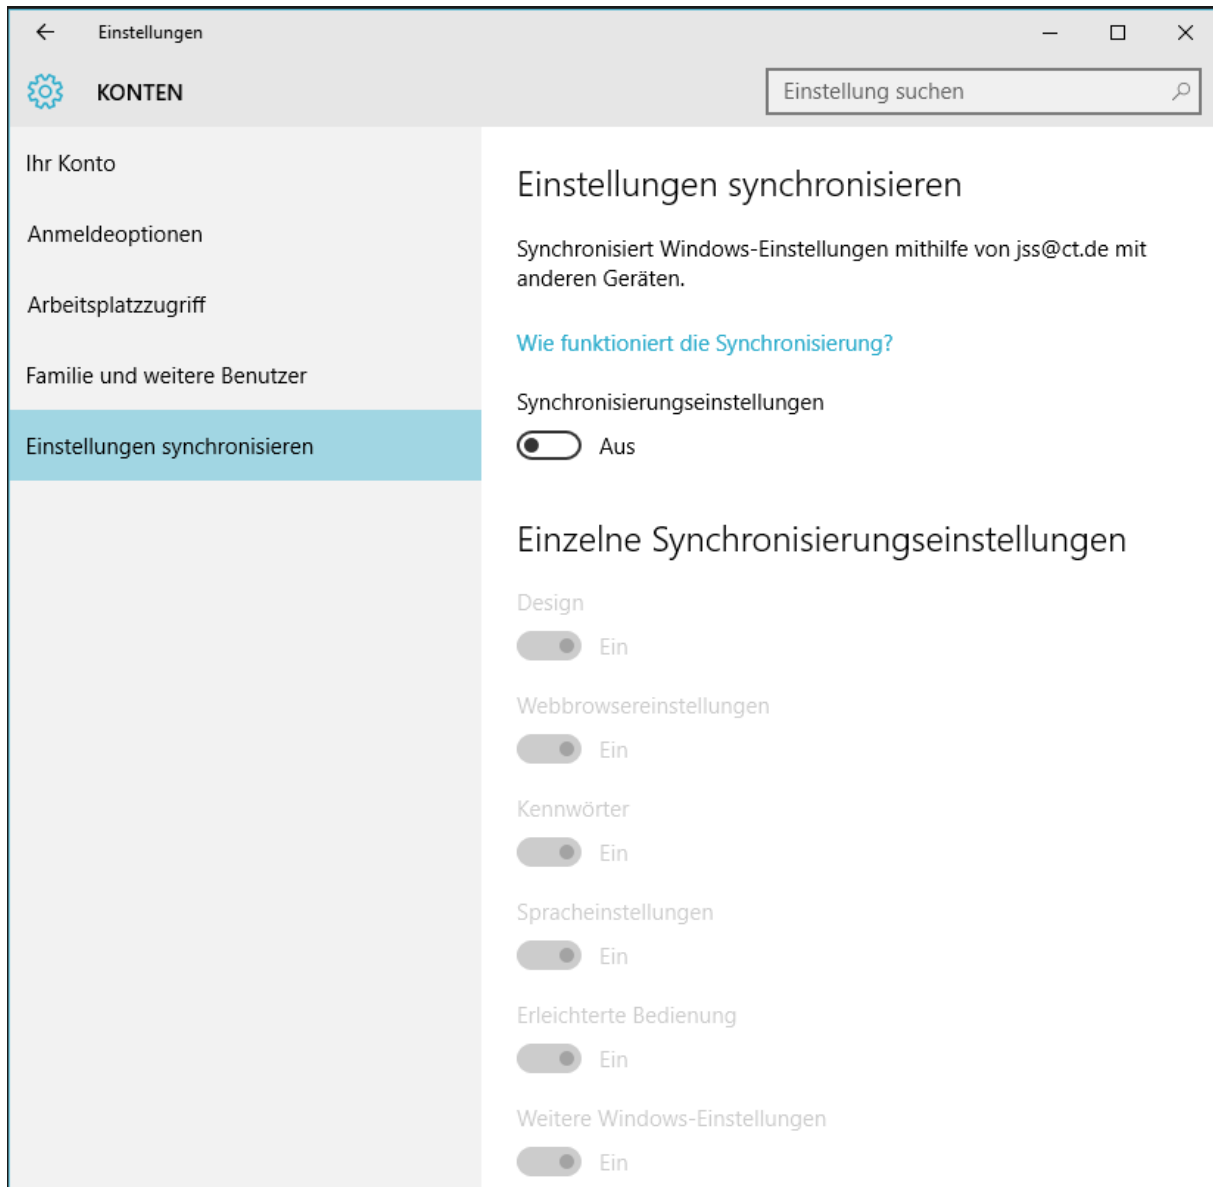 Einstellungen
KONTEN
Einstellung suchen
Ihr Konto
Anmeldeoptionen
Arbeitsplatzzugriff
Familie und weitere Benutzer
Einstellungen synchronisieren
Einstellungen synchronisieren
Synchronisiert Windows-Einstellungen mithilfe von jss@ct.de mit
anderen Geräten.
Wie funktioniert die Synchronisierung?
Synchronisierungseinstellungen
Aus
Einzelne Synchronisierungseinstellungen
Design
Ein
Webbrowsereinstellungen
Ein
Kennwörter
Ein
Spracheinstellungen
Ein
Erleichterte Bedienung
Ein
Weitere Windows-Einstellungen
Ein